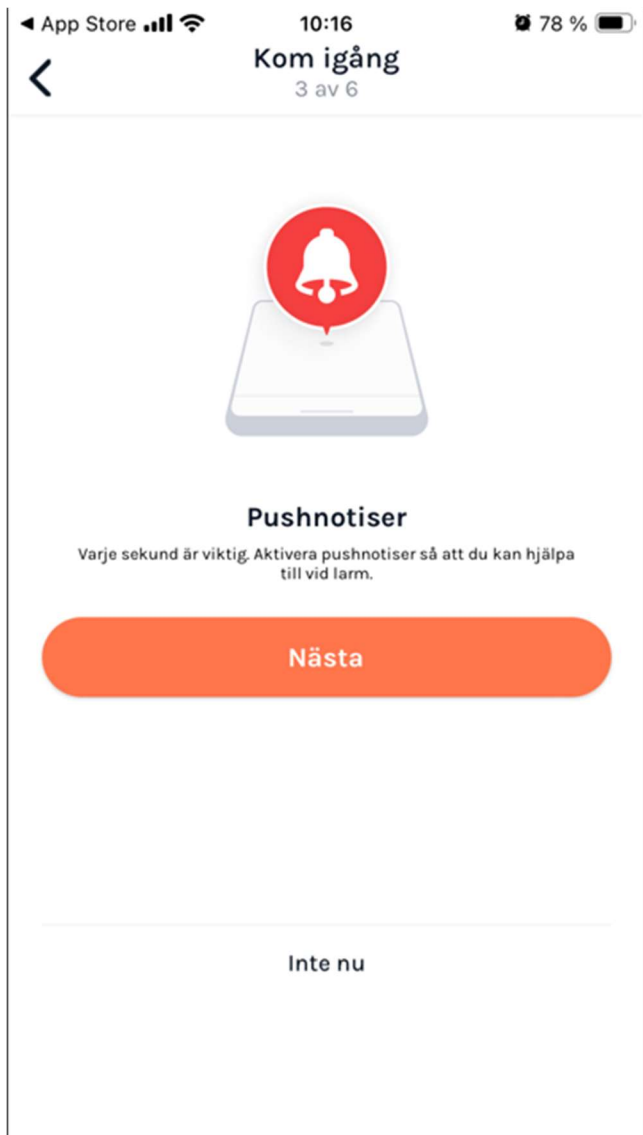 App Store 10:16 78 %
Kom igång
3 av 6
Pushnotiser
Varje sekund är viktig. Aktivera pushnotiser så att du kan hjälpa
till vid larm.
Nästa
Inte nu